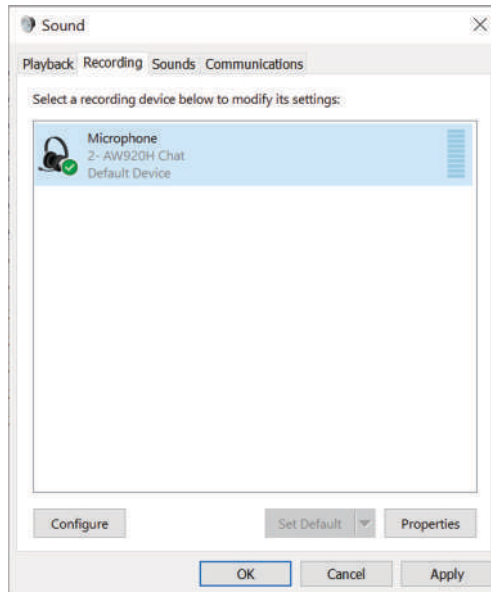 Sound
Playback Recording Sounds Communications
Select a recording device below to modify its settings:
Microphone
2- AW920H Chat
Default Device
Configure
Set Default
Properties
OK
Cancel
Apply